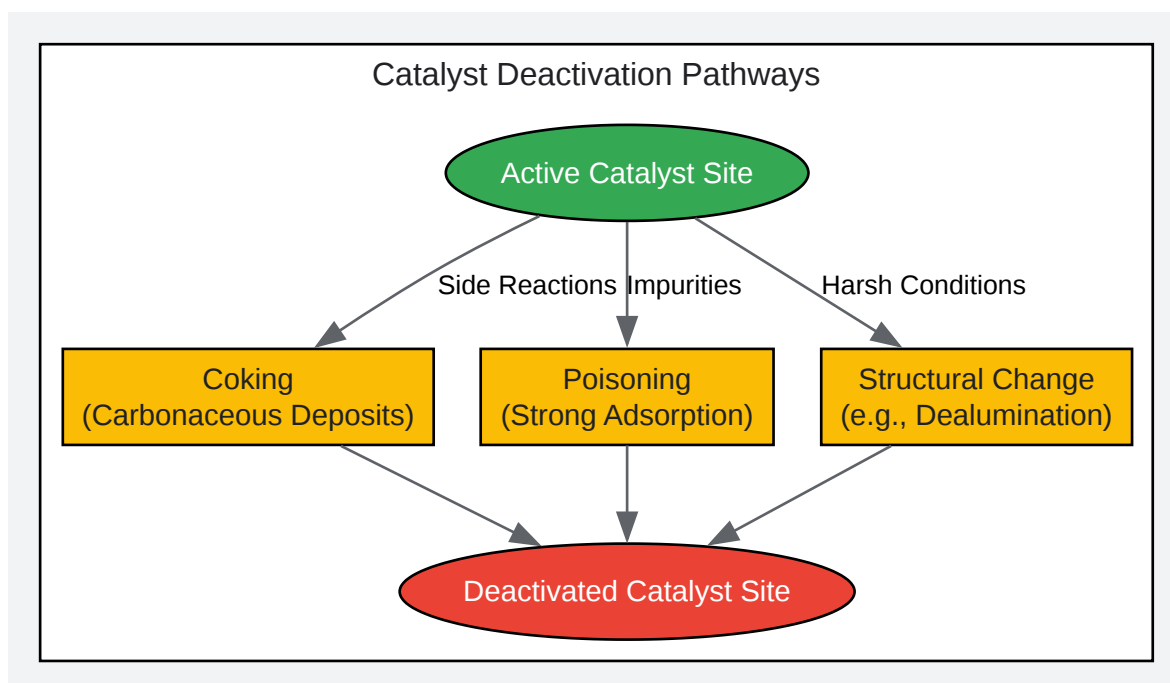 Catalyst Deactivation Pathways
Active Catalyst Site
Side Reactions
Impurities
Harsh Conditions
Coking
(Carbonaceous Deposits)
Poisoning
(Strong Adsorption)
Structural Change
(e.g., Dealumination)
Deactivated Catalyst Site